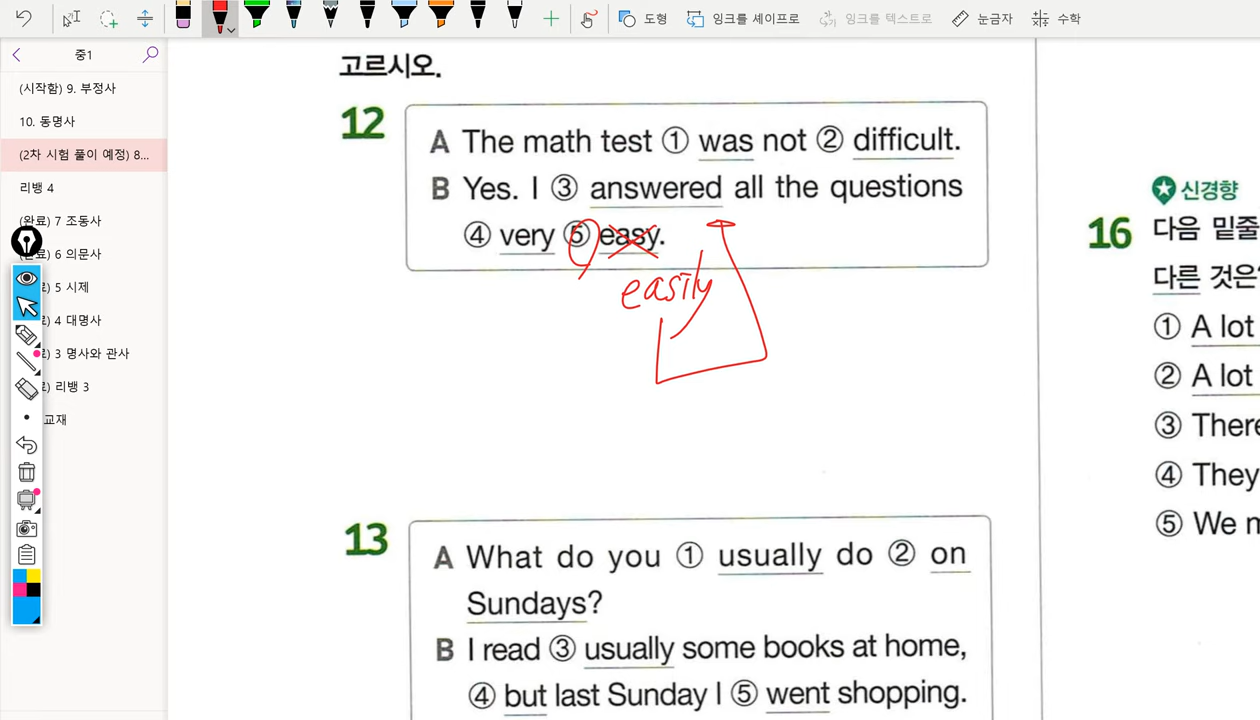 도형
잉크를 셰이프로
잉크를 텍스트로
눈금자
수학
중1
(시작함) 9. 부정사
10. 동명사
(2차 시험 풀이 예정) 8...
리뱅 4
(완료) 7 조동사
료) 6 의문사
료) 5 시제
료) 4 대명사
료) 3 명사와 관사
료) 리뱅 3
교재
고르시오.
12
A The math test ① was not ② difficult.
B Yes. I ③ answered all the questions
④ very ⑤ easy.
easily
13
A What do you ① usually do ② on
Sundays?
B I read ③ usually some books at home,
④ but last Sunday I ⑤ went shopping.
신경향
16 다음 밑줄
다른 것은
① A lot
② A lot
③ There
④ They
⑤ We